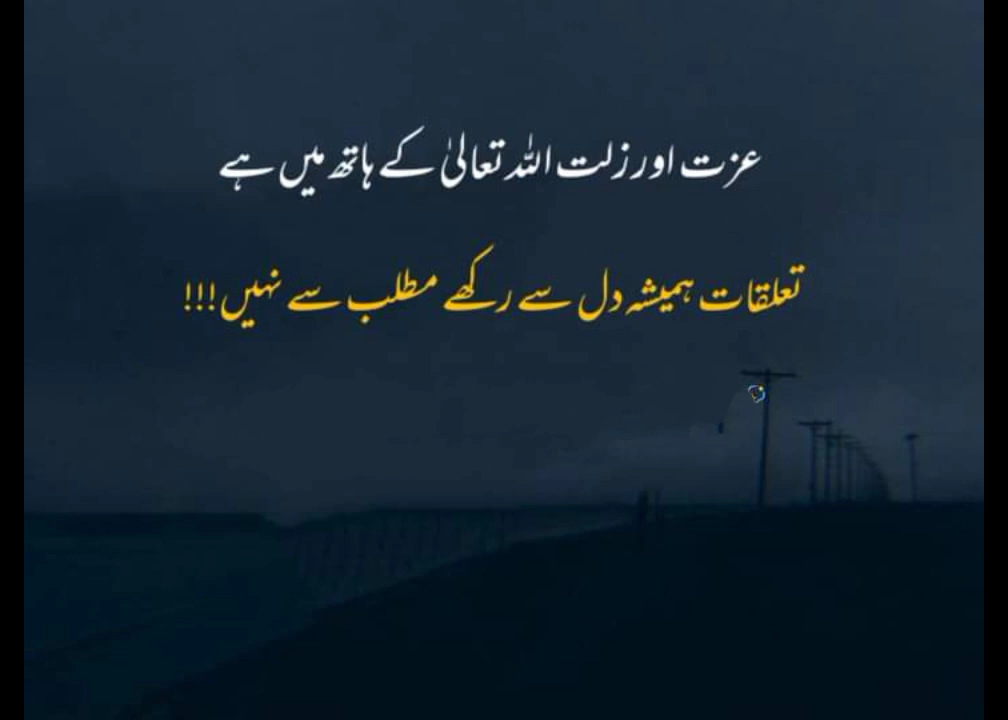 عزت اور زلت اللہ تعالیٰ کے ہاتھ میں ہے
تعلقات ہمیشہ دل سے رکھے مطلب سے نہیں !!!